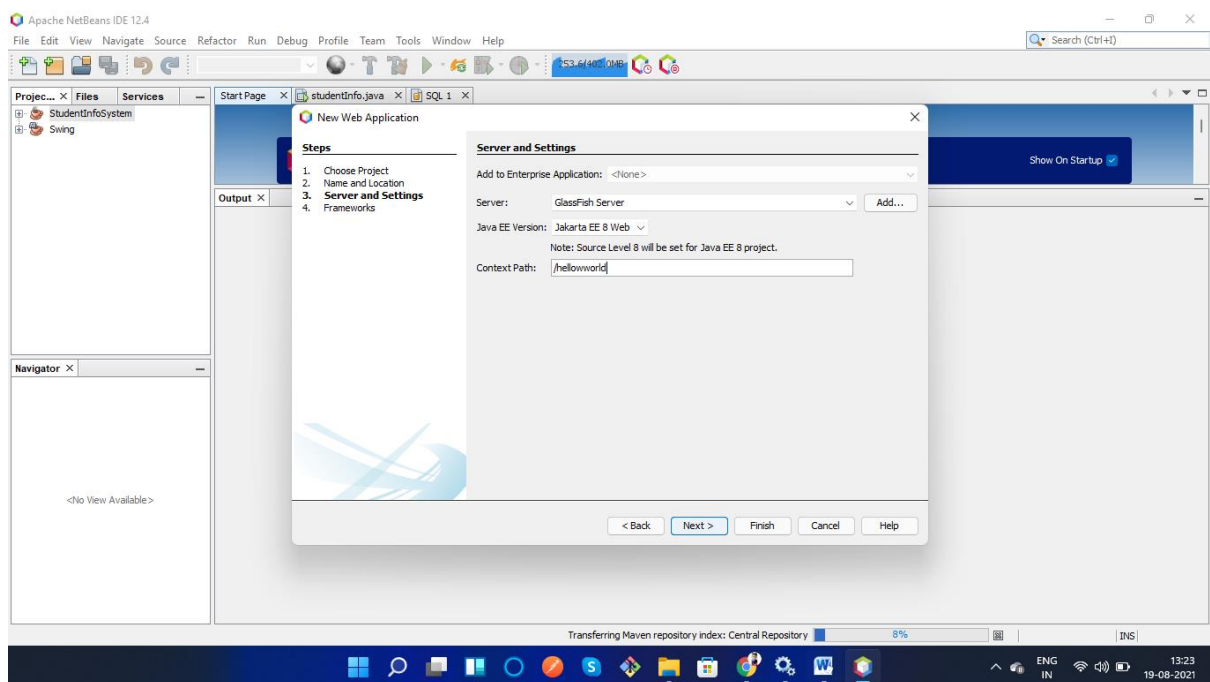 Apache NetBeans IDE 12.4
File Edit View Navigate Source Refactor Run Debug Profile Team Tools Window Help
Search (Ctrl+I)
253.6/402.0MB
Projec... Files Services
Start Page studentInfo.java SQL 1
StudentInfoSystem
Swing
New Web Application
Steps
1. Choose Project
2. Name and Location
3. Server and Settings
4. Frameworks
Server and Settings
Add to Enterprise Application: <None>
Server: GlassFish Server Add...
Java EE Version: Jakarta EE 8 Web
Note: Source Level 8 will be set for Java EE 8 project.
Context Path: /hellowworld
Show On Startup
Output
Navigator
<No View Available>
< Back Next > Finish Cancel Help
Transferring Maven repository index: Central Repository 8%
INS
ENG
IN
13:23
19-08-2021